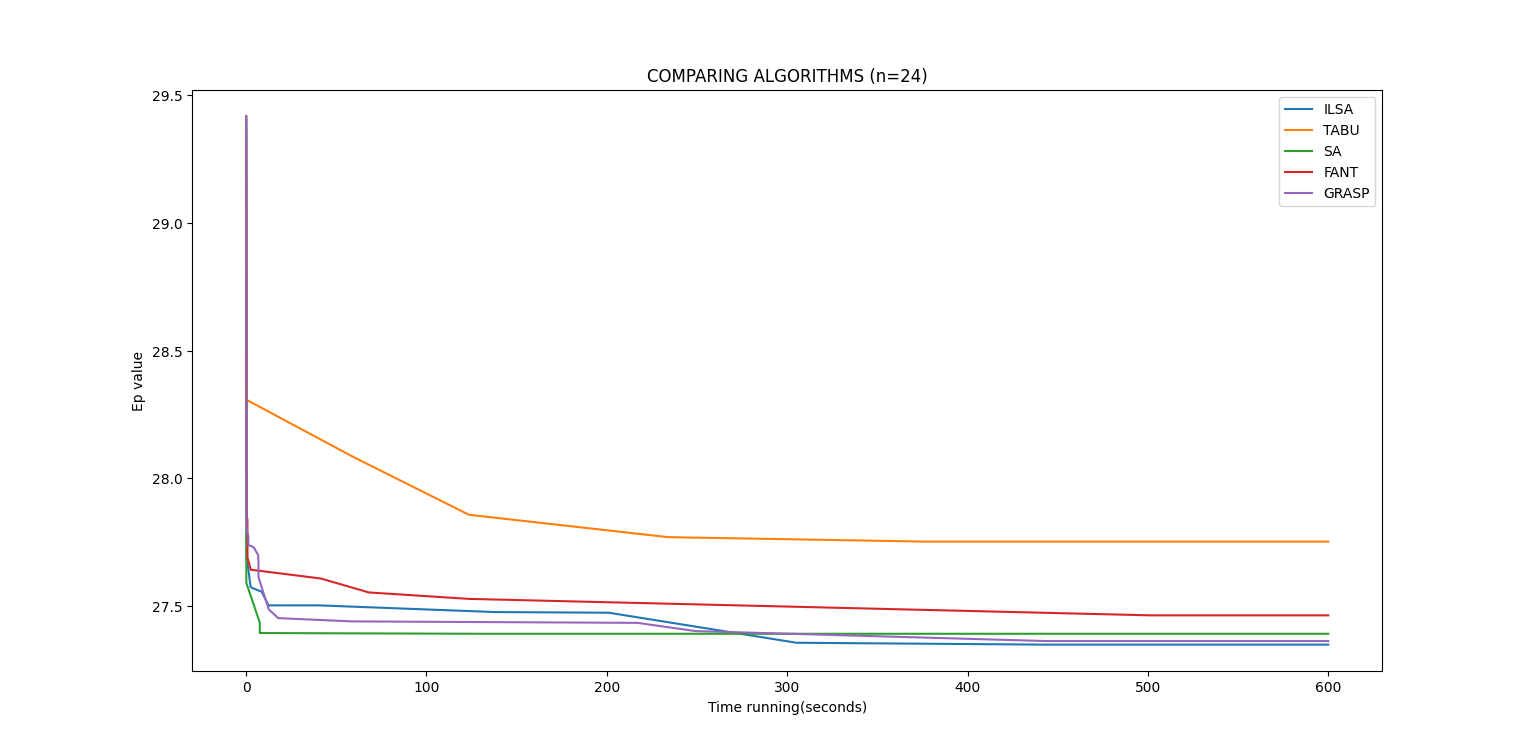 COMPARING ALGORITHMS (n=24)
29.5
29.0
28.5
28.0
27.5
Ep value
0
100
200
300
400
500
600
Time running(seconds)
ILSA
TABU
SA
FANT
GRASP